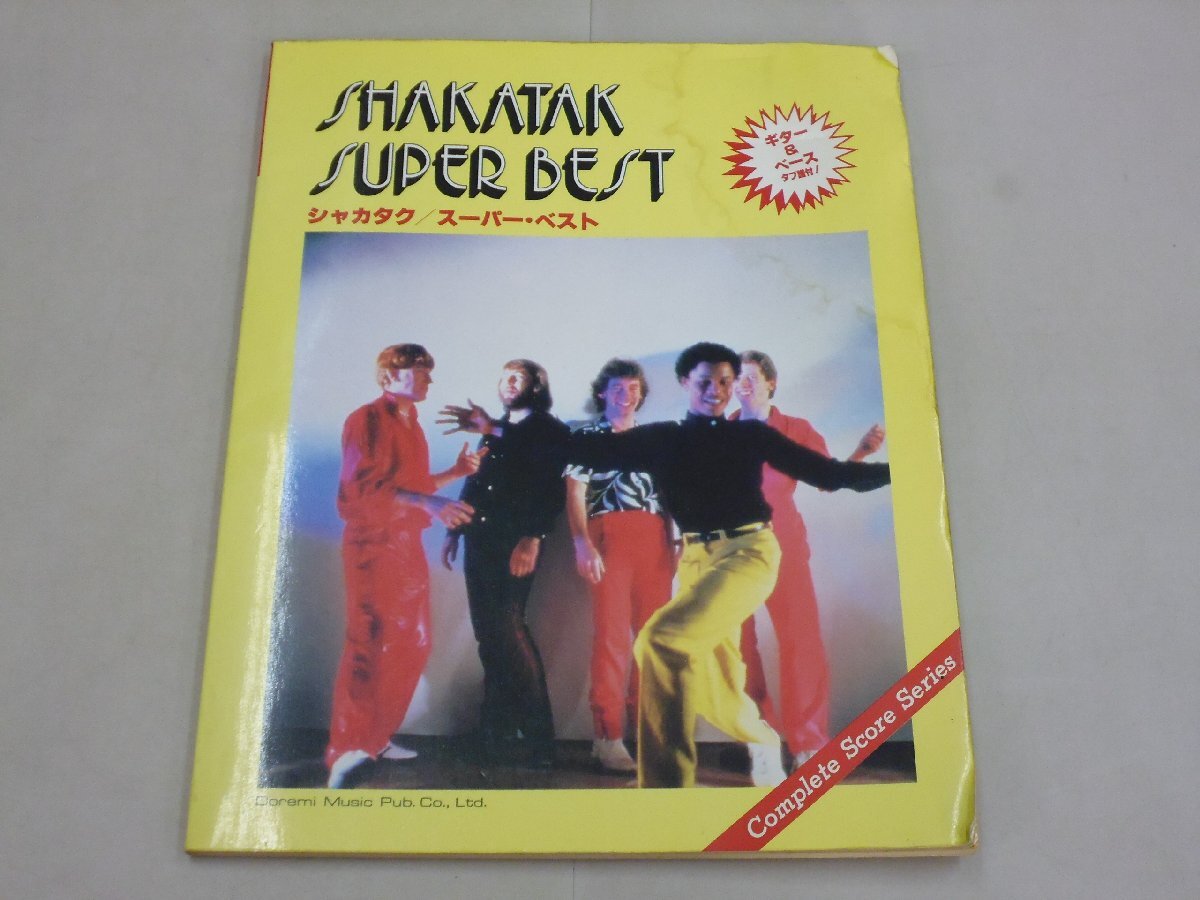 SHAKATAK
SUPER BEST
シャカタク/スーパー・ベスト
ギター
&
ベース
タブ譜付!
Doremi Music Pub. Co., Ltd.
Complete Score Series